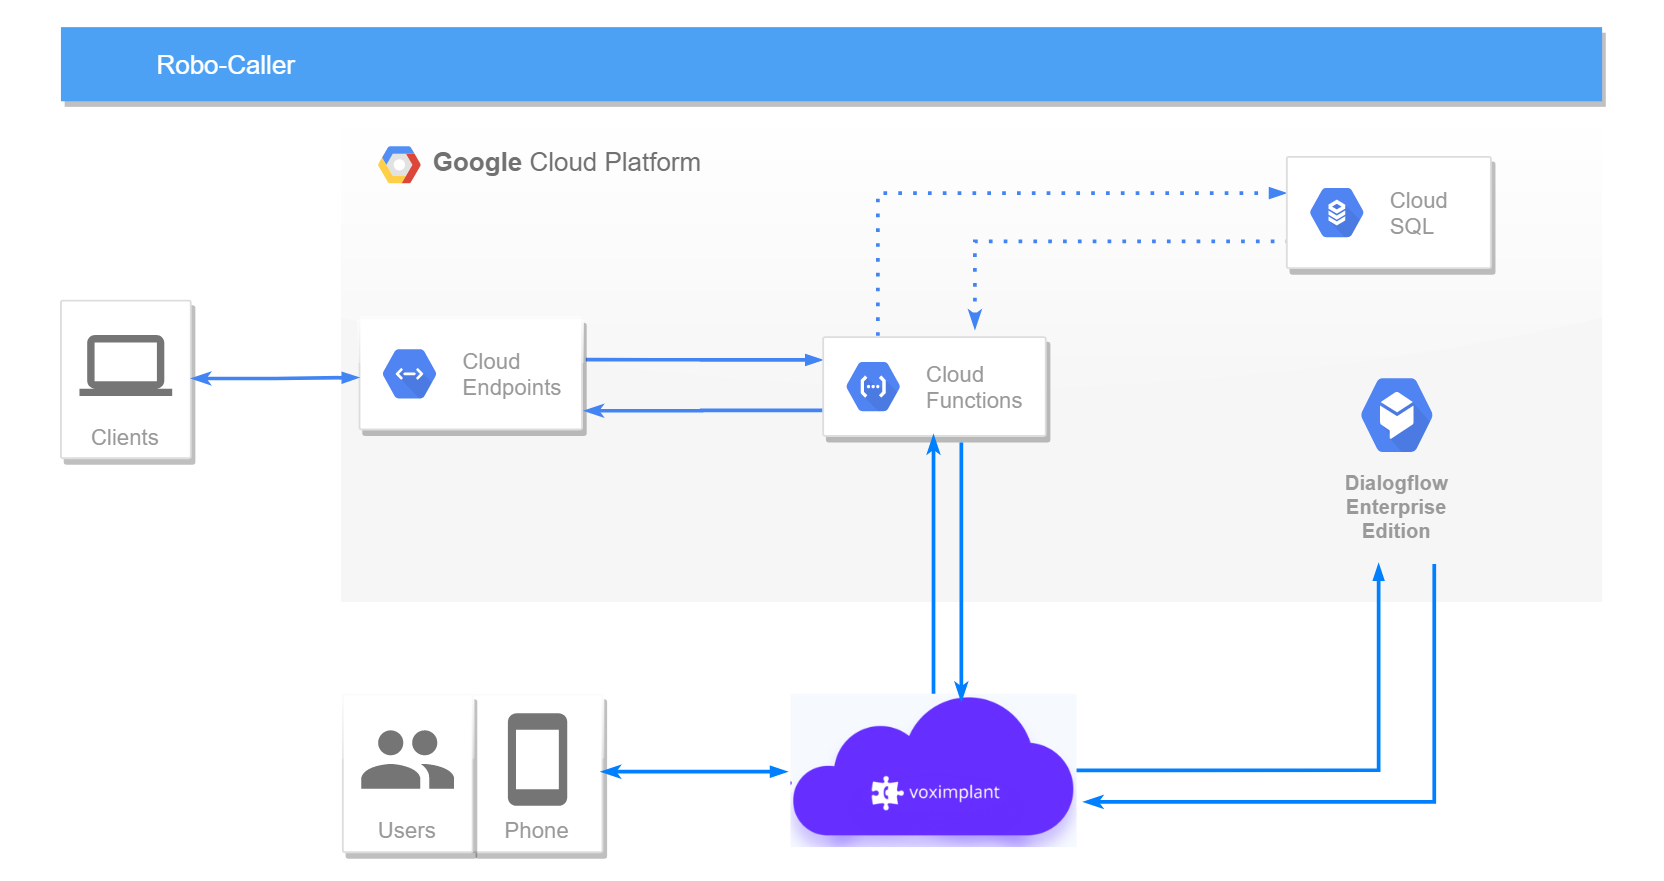 Robo-Caller
Google Cloud Platform
Cloud
SQL
Cloud
Endpoints
Cloud
Functions
Clients
Dialogflow
Enterprise
Edition
voximplant
Users
Phone